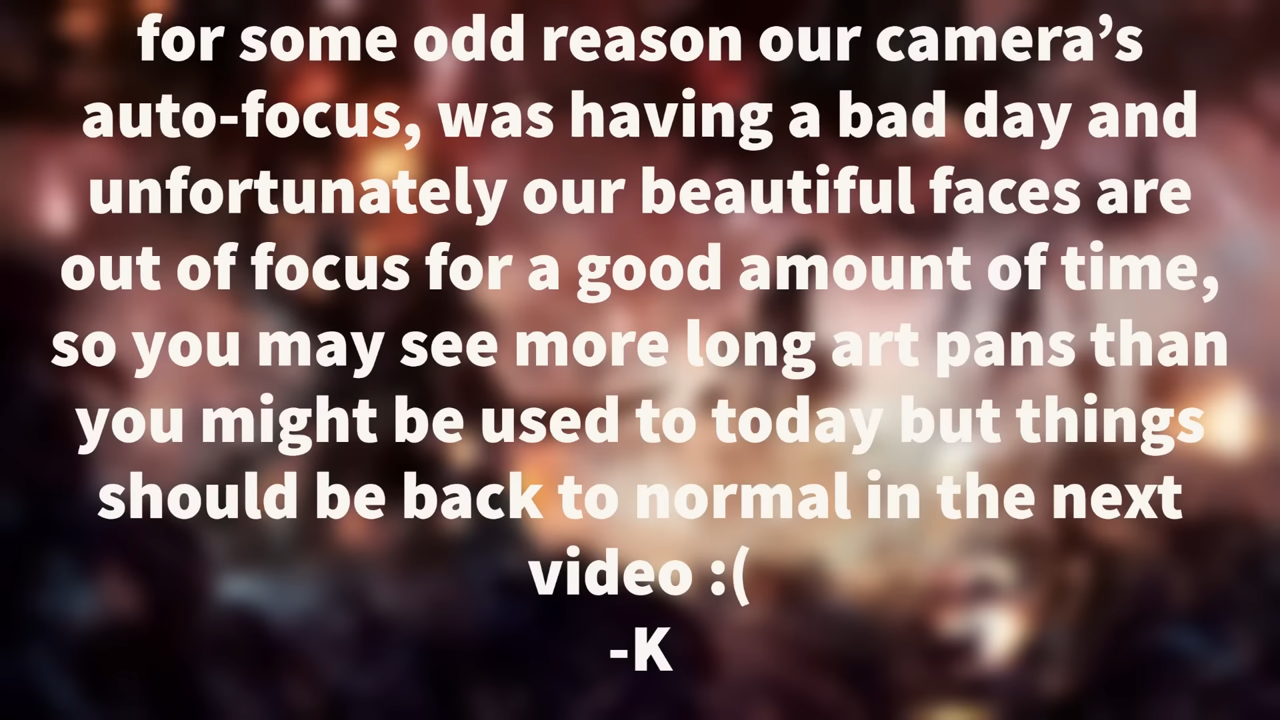 for some odd reason our camera’s
auto-focus, was having a bad day and
unfortunately our beautiful faces are
out of focus for a good amount of time,
so you may see more long art pans than
you might be used to today but things
should be back to normal in the next
video :(
-K